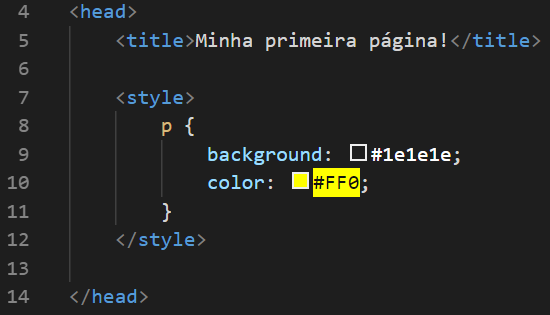 4 <head>
5 <title>Minha primeira página!</title>
6
7 <style>
8 p {
9 background: #1e1e1e;
10 color: #FF0;
11 }
12 </style>
13
14 </head>